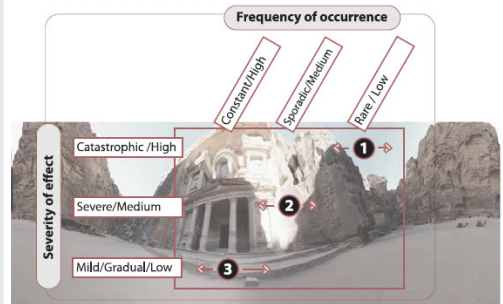 Frequency of occurrence
Constant/High
Sporadic/Medium
Rare / Low
Severity of effect
Catastrophic /High
1
Severe/Medium
2
Mild/Gradual/Low
3